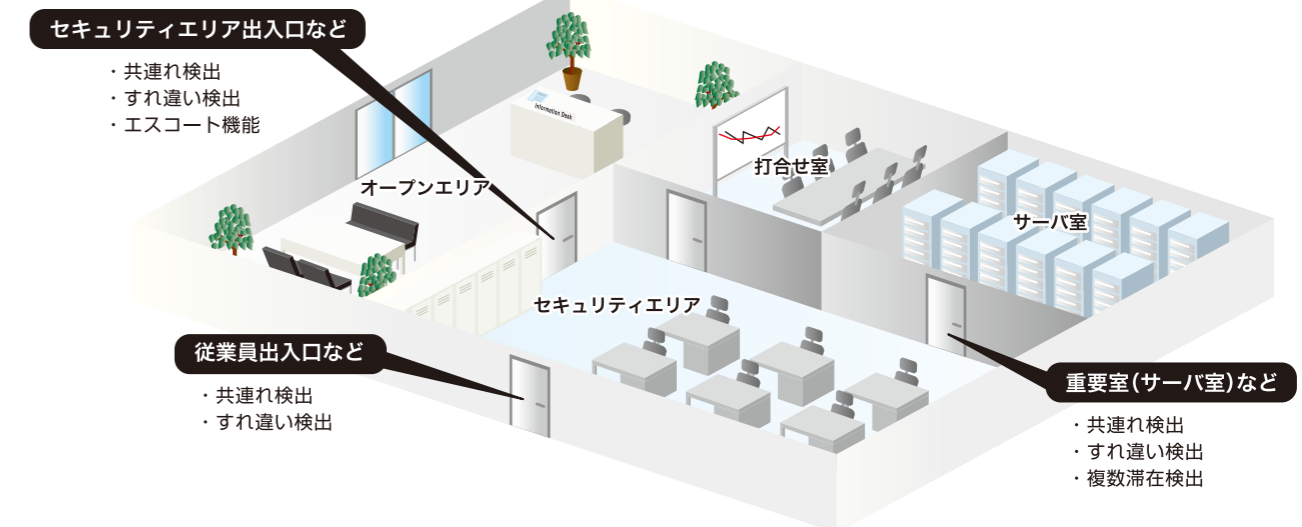 セキュリティエリア出入口など
・共連れ検出
・すれ違い検出
・エスコート機能
Information Desk
オープンエリア
打合せ室
サーバ室
セキュリティエリア
従業員出入口など
・共連れ検出
・すれ違い検出
重要室(サーバ室)など
・共連れ検出
・すれ違い検出
・複数滞在検出